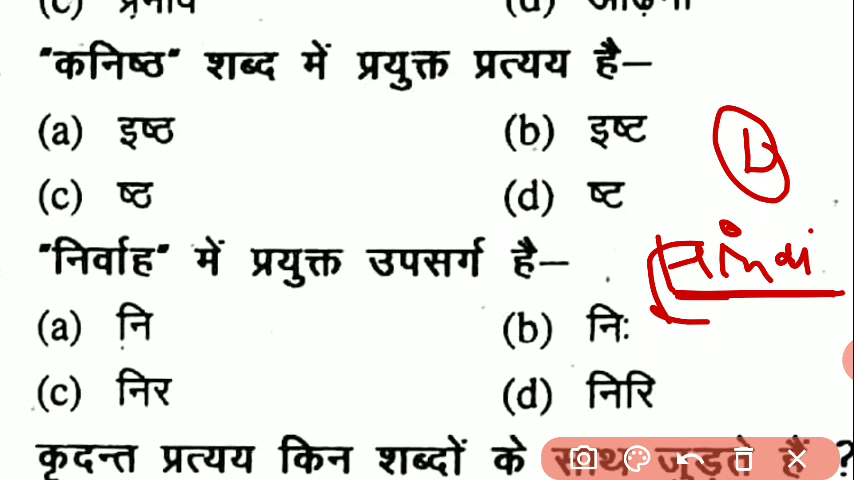 "कनिष्ठ" शब्द में प्रयुक्त प्रत्यय है—
(a) इष्ठ (b) इष्ट
(c) ष्ठ (d) ष्ट
"निर्वाह" में प्रयुक्त उपसर्ग है—
(a) नि (b) निः
(c) निर (d) निरि
कृदन्त प्रत्यय किन शब्दों के साथ जुड़ते हैं ?